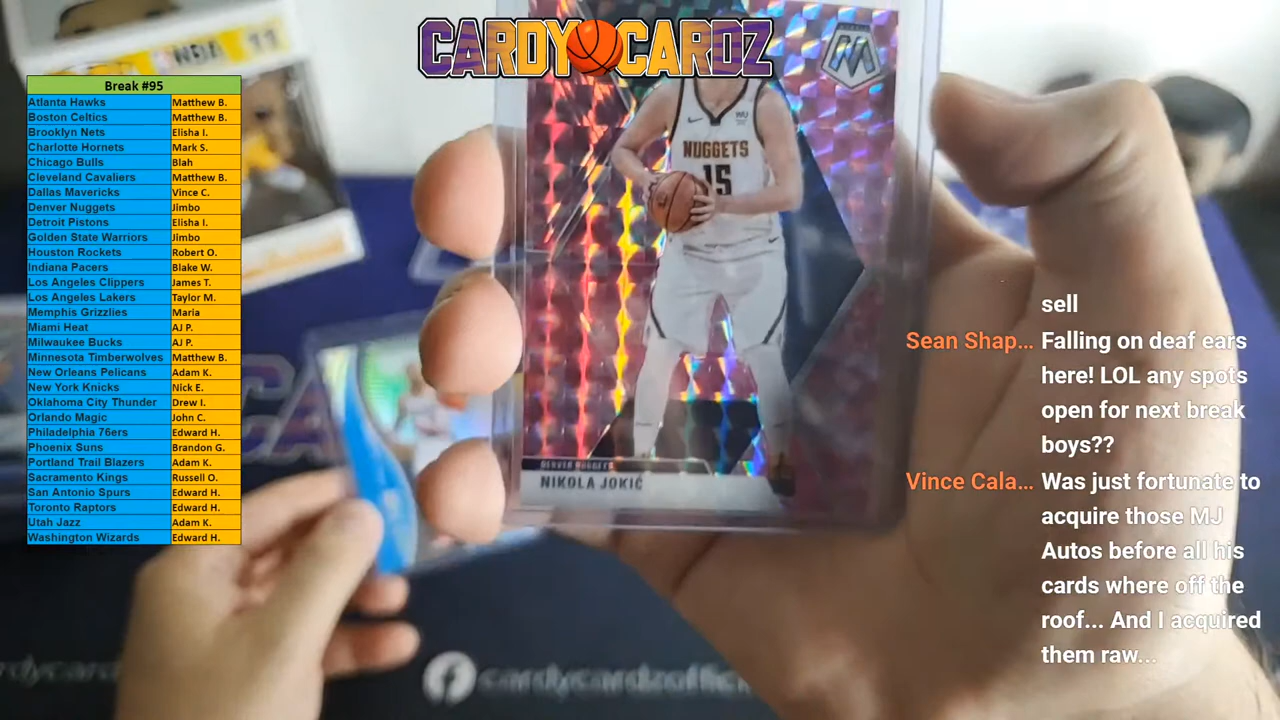 CARDY CARDZ
NBA 11
Break #95
Atlanta Hawks Matthew B.
Boston Celtics Matthew B.
Brooklyn Nets Elisha I.
Charlotte Hornets Mark S.
Chicago Bulls Blah
Cleveland Cavaliers Matthew B.
Dallas Mavericks Vince C.
Denver Nuggets Jimbo
Detroit Pistons Elisha I.
Golden State Warriors Jimbo
Houston Rockets Robert O.
Indiana Pacers Blake W.
Los Angeles Clippers James T.
Los Angeles Lakers Taylor M.
Memphis Grizzlies Maria
Miami Heat AJ P.
Milwaukee Bucks AJ P.
Minnesota Timberwolves Matthew B.
New Orleans Pelicans Adam K.
New York Knicks Nick E.
Oklahoma City Thunder Drew I.
Orlando Magic John C.
Philadelphia 76ers Edward H.
Phoenix Suns Brandon G.
Portland Trail Blazers Adam K.
Sacramento Kings Russell O.
San Antonio Spurs Edward H.
Toronto Raptors Edward H.
Utah Jazz Adam K.
Washington Wizards Edward H.
WU
NUGGETS
15
DENVER NUGGETS
NIKOLA JOKIĆ
sell
Sean Shap... Falling on deaf ears
here! LOL any spots
open for next break
boys??
Vince Cala... Was just fortunate to
acquire those MJ
Autos before all his
cards where off the
roof... And I acquired
them raw...